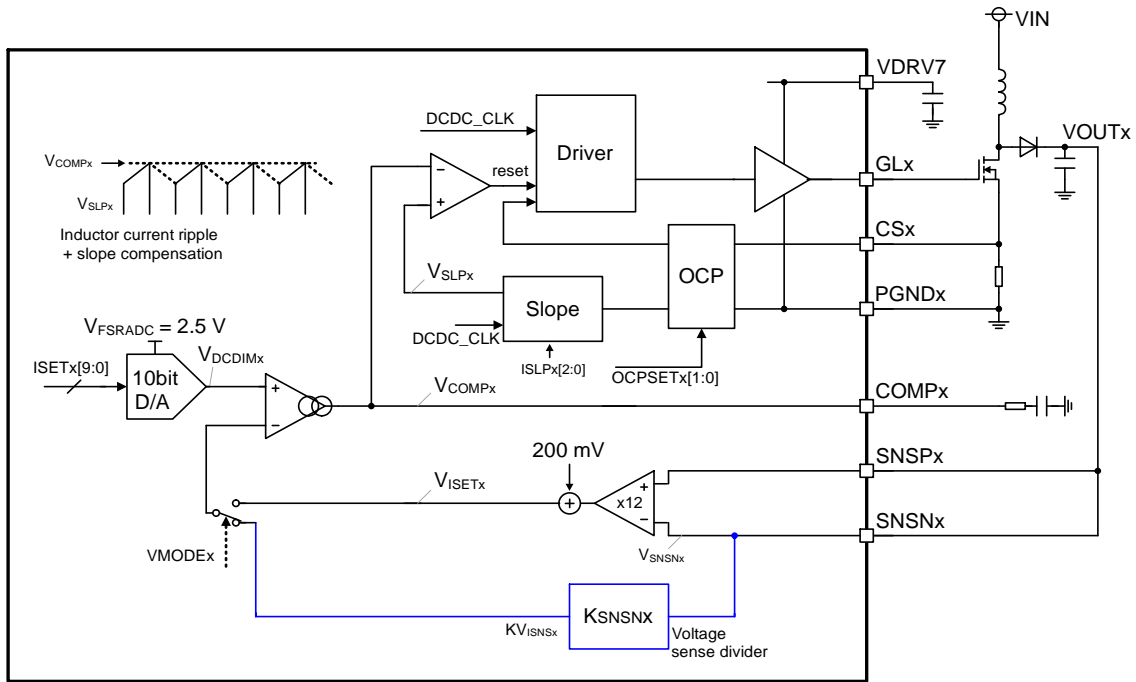 VIN
VDRV7
DCDC_CLK
Driver
VOUTx
VCOMPx
reset
GLx
VSLPx
Inductor current ripple
+ slope compensation
CSx
OCP
VSLPx
Slope
PGNDx
DCDC_CLK
ISLPx[2:0]
OCPSETx[1:0]
VFSRADC = 2.5 V
ISETx[9:0]
10bit
D/A
VDCDIMx
VCOMPx
COMPx
200 mV
SNSPx
VISETx
x12
SNSNx
VSNSNx
VMODEx
KSNSNx
KVISNSx
Voltage
sense divider
+
−
+
−
+
+
−